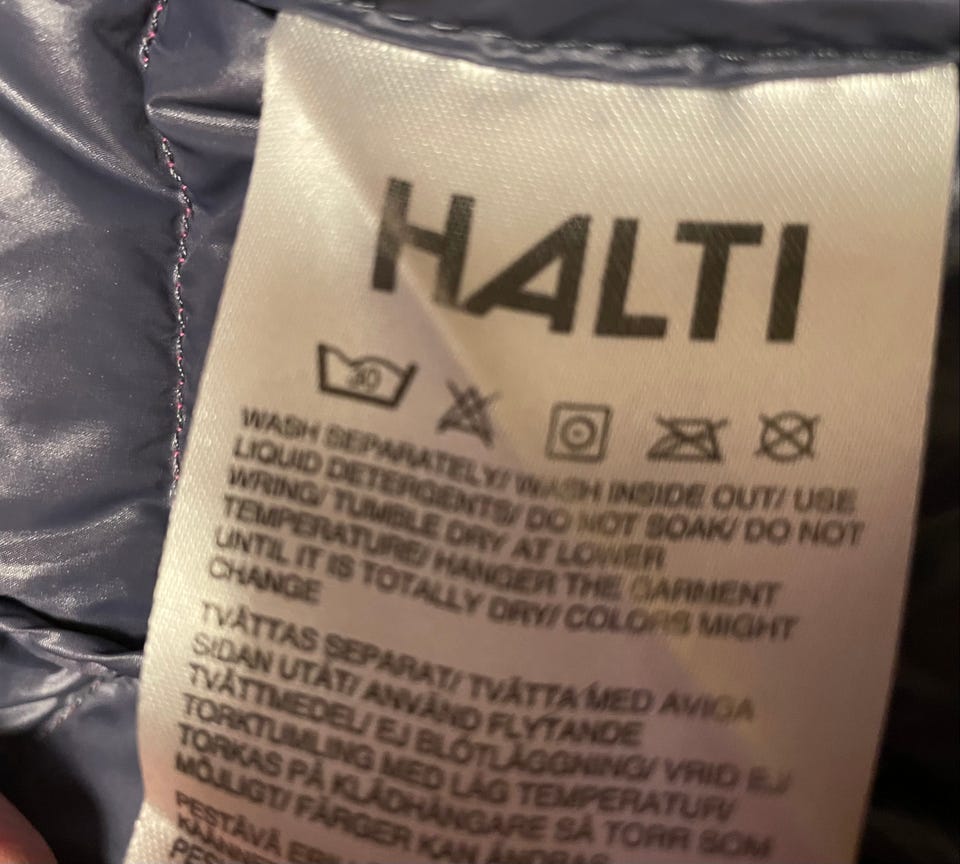 HALTI
30
WASH SEPARATELY/ WASH INSIDE OUT/ USE
LIQUID DETERGENTS/ DO NOT SOAK/ DO NOT
WRING/ TUMBLE DRY AT LOWER
TEMPERATURE/ HANGER THE GARMENT
UNTIL IT IS TOTALLY DRY/ COLORS MIGHT
CHANGE
TVÄTTAS SEPARAT/ TVÄTTA MED AVIGA
SIDAN UTÅT/ ANVÄND FLYTANDE
TVÄTTMEDEL/ EJ BLÖTLÄGGNING/ VRID EJ/
TORKTUMLING MED LÅG TEMPERATUR/
TORKAS PÅ KLÄDHÄNGARE SÅ TORR SOM
MÖJLIGT/ FÄRGER KAN ÄNDRAS
PESTÄVÄ